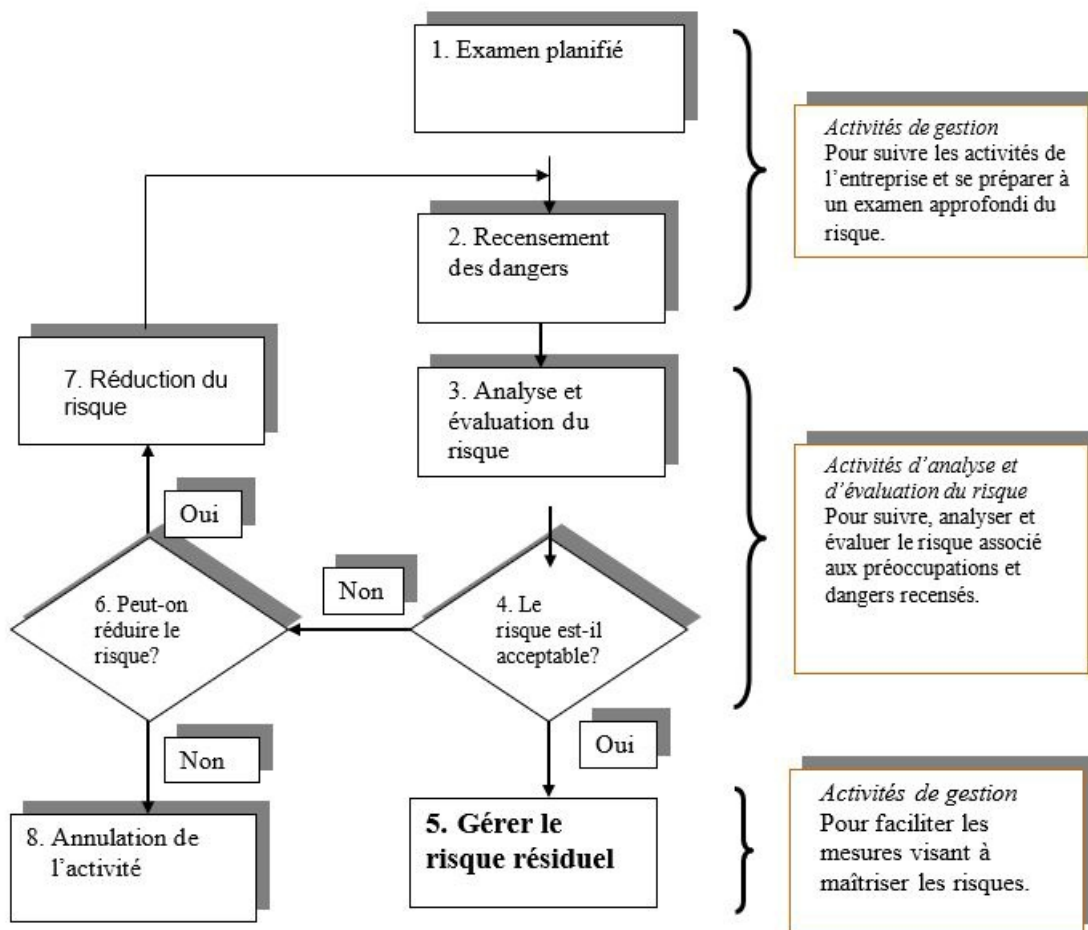 1. Examen planifié
Activités de gestion
Pour suivre les activités de
l’entreprise et se préparer à
un examen approfondi du
risque.
2. Recensement
des dangers
3. Analyse et
évaluation du
risque
Activités d’analyse et
d’évaluation du risque
Pour suivre, analyser et
évaluer le risque associé
aux préoccupations et
dangers recensés.
4. Le
risque est-il
acceptable?
Non
Oui
5. Gérer le
risque résiduel
Activités de gestion
Pour faciliter les
mesures visant à
maîtriser les risques.
6. Peut-on
réduire le
risque?
Oui
7. Réduction du
risque
Non
8. Annulation de
l’activité